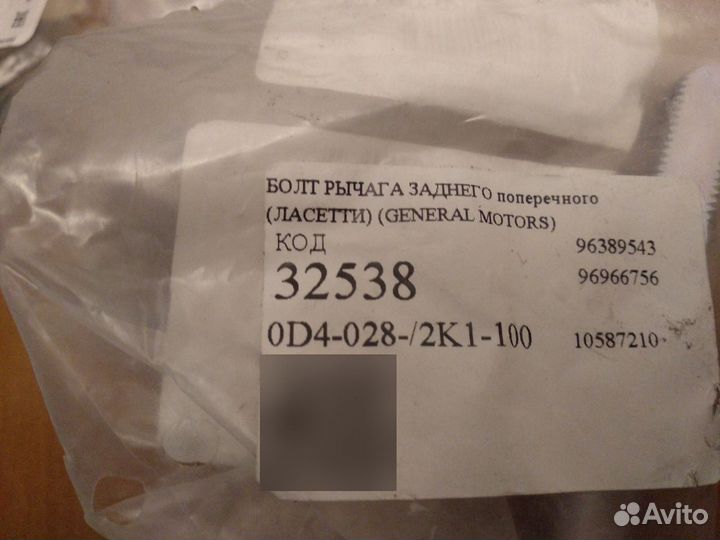 БОЛТ РЫЧАГА ЗАДНЕГО поперечного
(ЛАСЕТТИ) (GENERAL MOTORS)
КОД 96389543
32538 96966756
0D4-028-/2K1-100 10587210
Avito